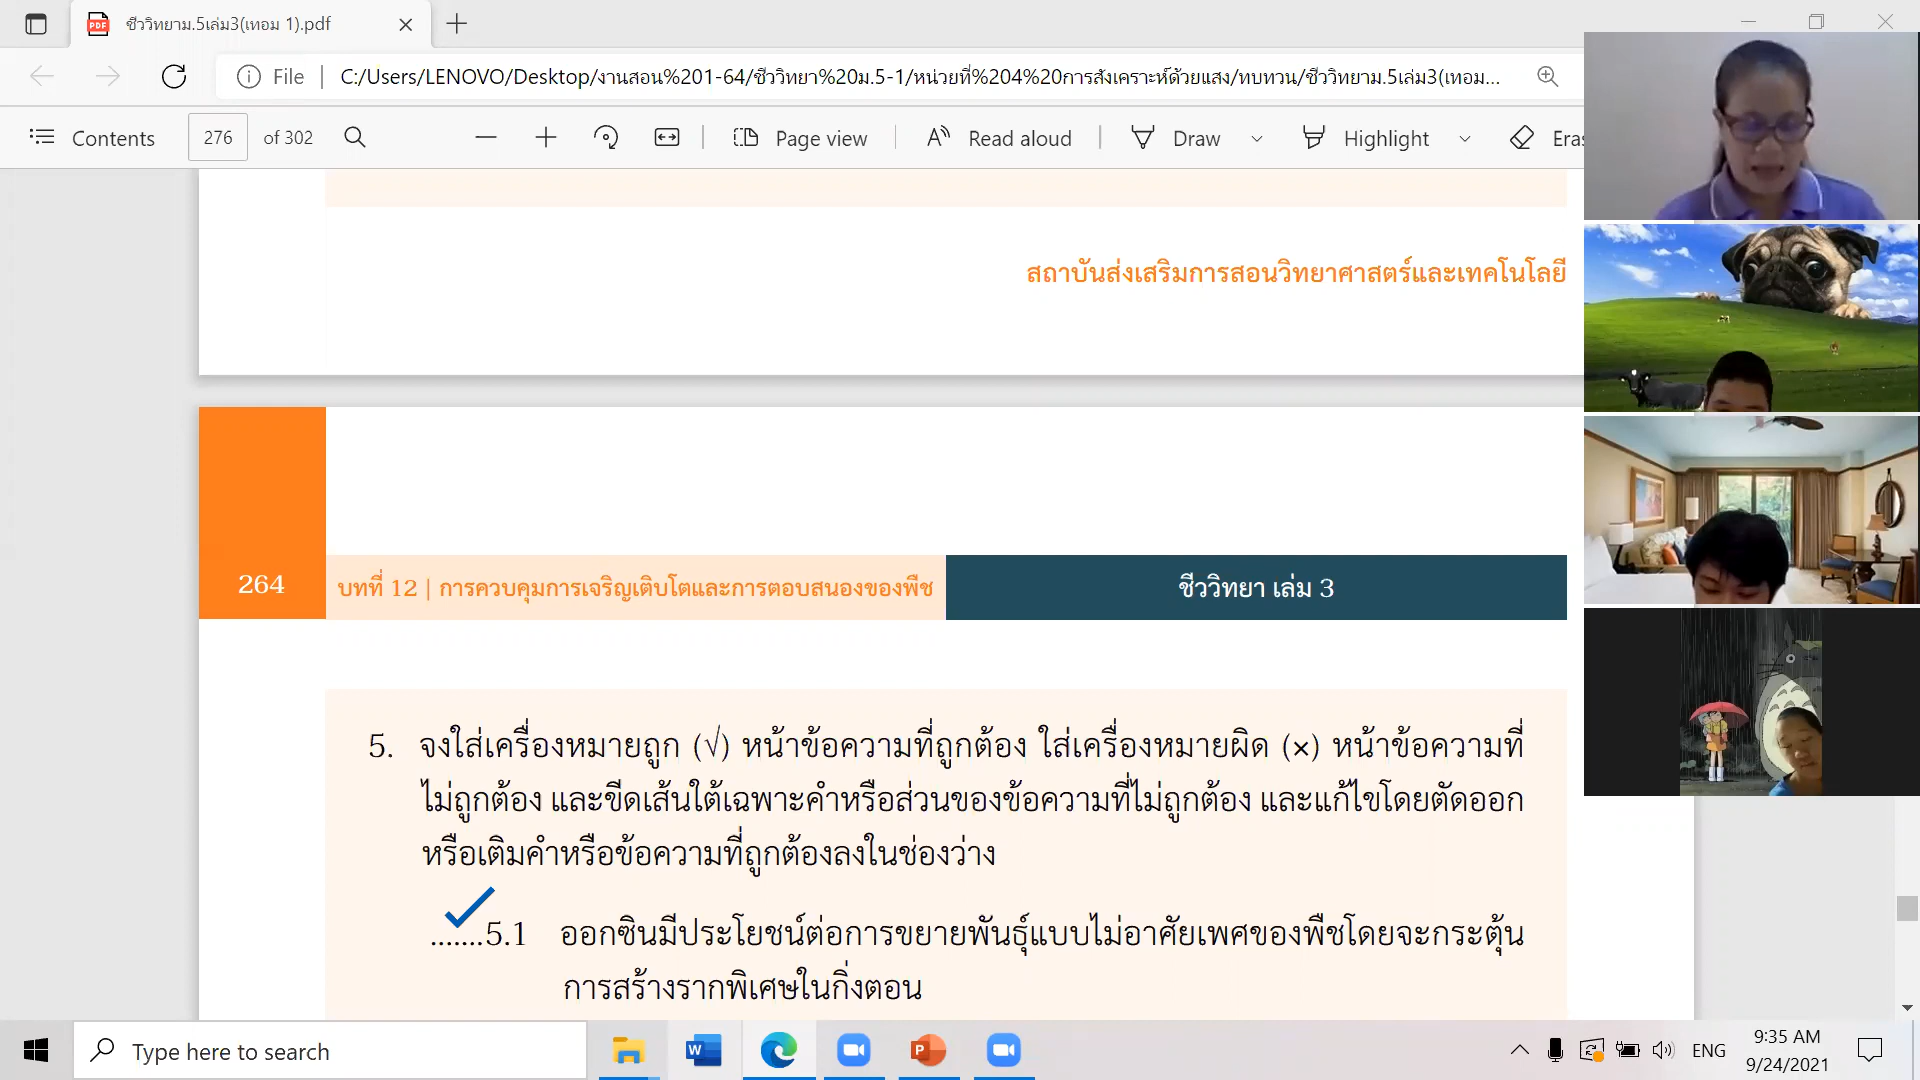 ชีววิทยาม.5เล่ม3(เทอม 1).pdf
File
C:/Users/LENOVO/Desktop/งานสอน%201-64/ชีววิทยา%20ม.5-1/หน่วยที่%204%20การสังเคราะห์ด้วยแสง/ทบทวน/ชีววิทยาม.5เล่ม3(เทอม...
Contents
276
of 302
Page view
Read aloud
Draw
Highlight
Eras
สถาบันส่งเสริมการสอนวิทยาศาสตร์และเทคโนโลยี
264
บทที่ 12 | การควบคุมการเจริญเติบโตและการตอบสนองของพืช
ชีววิทยา เล่ม 3
5. จงใส่เครื่องหมายถูก (√) หน้าข้อความที่ถูกต้อง ใส่เครื่องหมายผิด (×) หน้าข้อความที่
ไม่ถูกต้อง และขีดเส้นใต้เฉพาะคำหรือส่วนของข้อความที่ไม่ถูกต้อง และแก้ไขโดยตัดออก
หรือเติมคำหรือข้อความที่ถูกต้องลงในช่องว่าง
.......5.1 ออกซินมีประโยชน์ต่อการขยายพันธุ์แบบไม่อาศัยเพศของพืชโดยจะกระตุ้น
การสร้างรากพิเศษในกิ่งตอน
Type here to search
ENG
9:35 AM
9/24/2021